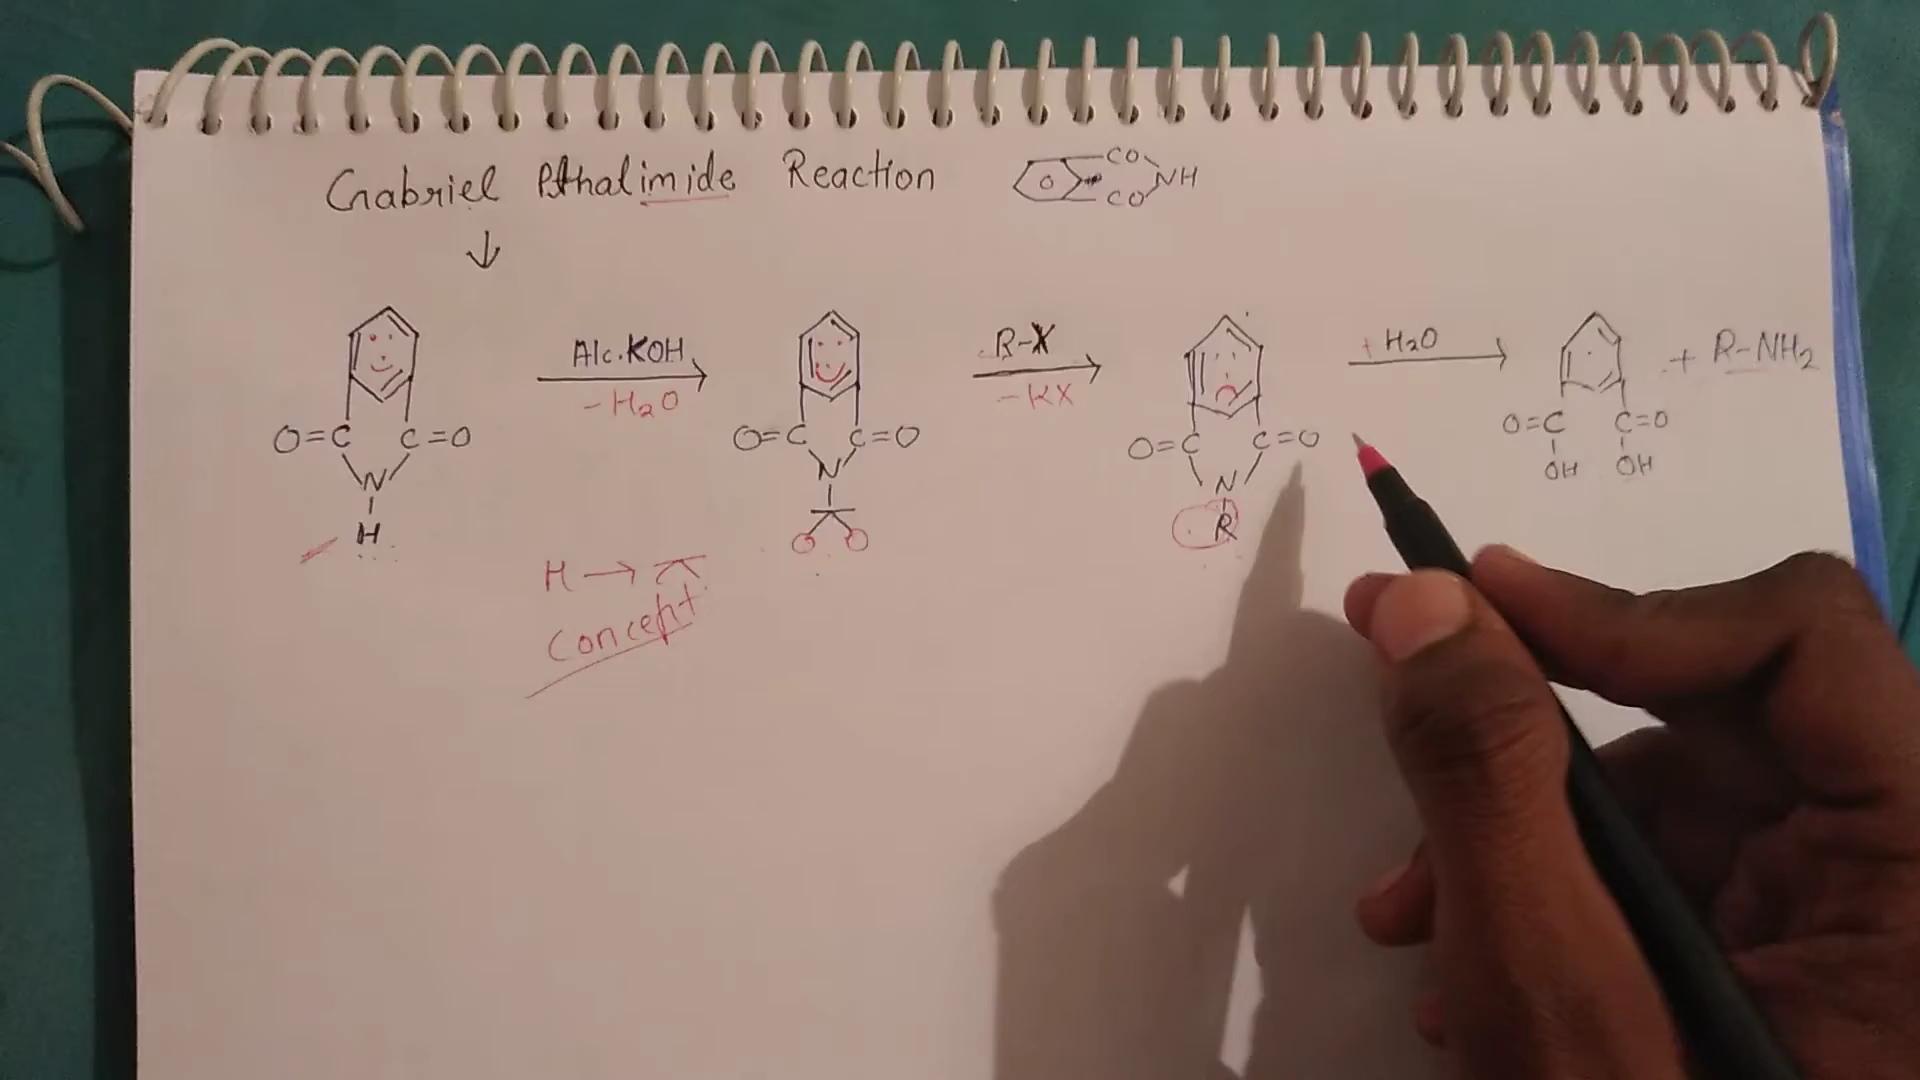 Gabriel Pthalimide Reaction
CO
NH
CO
Alc.KOH
-H₂O
R-X
-KX
+ H₂O
+ R-NH₂
O=C C=O
N
H
O=C C=O
N
K
O=C C=O
N
R
O=C C=O
OH OH
H → K
Concept